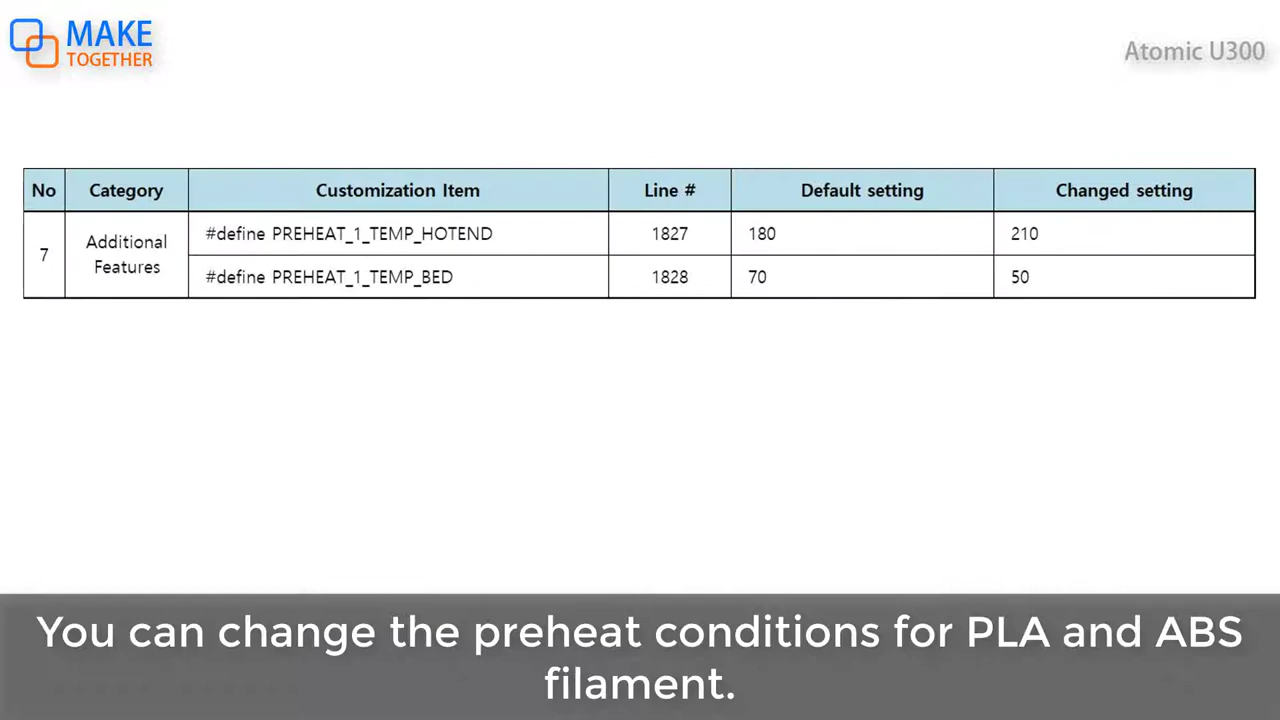 MAKE
TOGETHER
Atomic U300
No Category Customization Item Line # Default setting Changed setting
7 Additional Features #define PREHEAT_1_TEMP_HOTEND 1827 180 210
#define PREHEAT_1_TEMP_BED 1828 70 50
You can change the preheat conditions for PLA and ABS
filament.